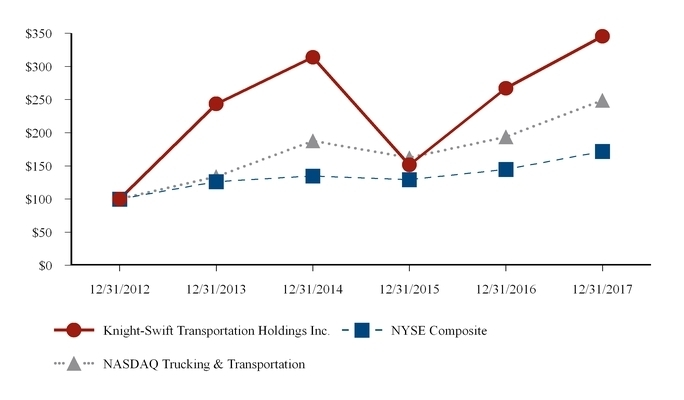 $350
$300
$250
$200
$150
$100
$50
$0
12/31/2012 12/31/2013 12/31/2014 12/31/2015 12/31/2016 12/31/2017
Knight-Swift Transportation Holdings Inc. NYSE Composite
NASDAQ Trucking & Transportation